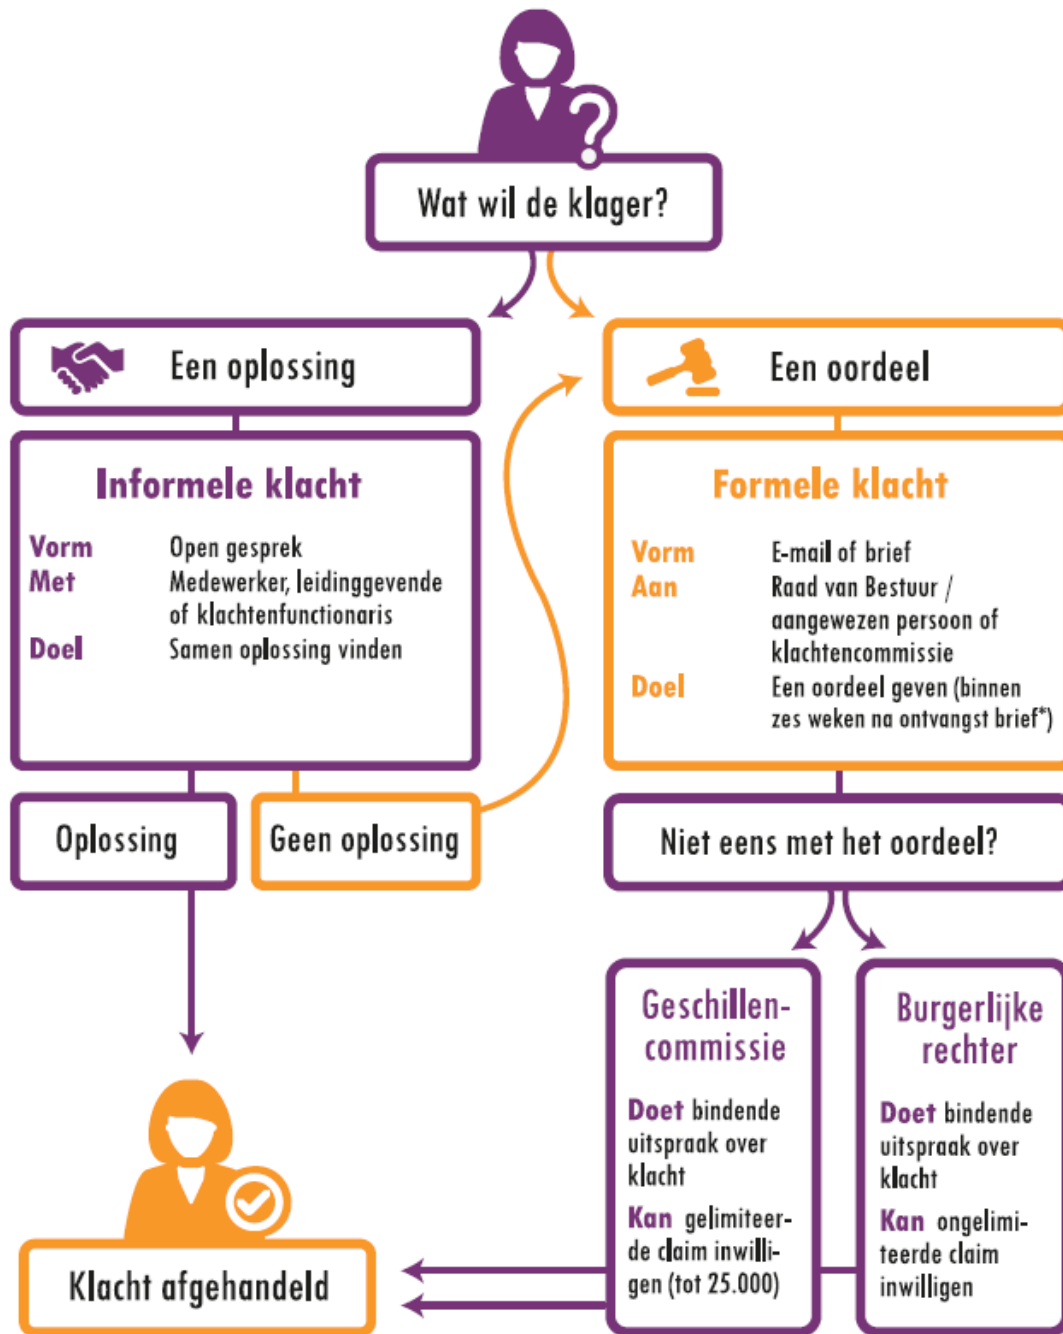 Wat wil de klager?
Een oplossing
Informele klacht
Vorm Open gesprek
Met Medewerker, leidinggevende
of klachtenfunctionaris
Doel Samen oplossing vinden
Oplossing
Geen oplossing
Een oordeel
Formele klacht
Vorm E-mail of brief
Aan Raad van Bestuur /
aangewezen persoon of
klachtencommissie
Doel Een oordeel geven (binnen
zes weken na ontvangst brief*)
Niet eens met het oordeel?
Geschillen-
commissie
Doet bindende
uitspraak over
klacht
Kan gelimiteer-
de claim inwilli-
gen (tot 25.000)
Burgerlijke
rechter
Doet bindende
uitspraak over
klacht
Kan ongelimi-
teerde claim
inwilligen
Klacht afgehandeld